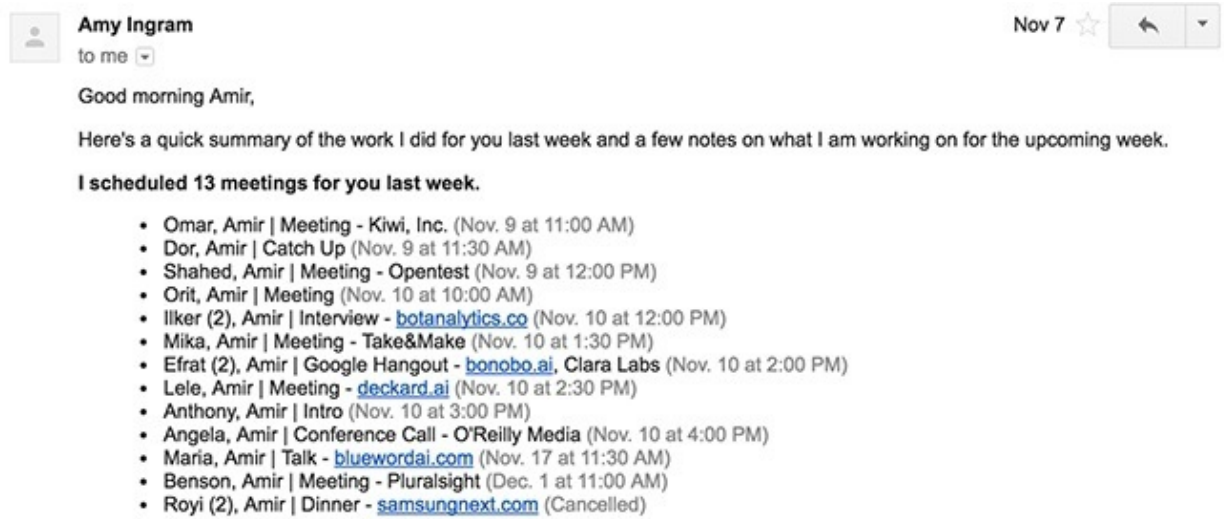 Amy Ingram
Nov 7
to me
Good morning Amir,
Here's a quick summary of the work I did for you last week and a few notes on what I am working on for the upcoming week.
I scheduled 13 meetings for you last week.
• Omar, Amir | Meeting - Kiwi, Inc. (Nov. 9 at 11:00 AM)
• Dor, Amir | Catch Up (Nov. 9 at 11:30 AM)
• Shahed, Amir | Meeting - Opentest (Nov. 9 at 12:00 PM)
• Orit, Amir | Meeting (Nov. 10 at 10:00 AM)
• Ilker (2), Amir | Interview - botanalytics.co (Nov. 10 at 12:00 PM)
• Mika, Amir | Meeting - Take&Make (Nov. 10 at 1:30 PM)
• Efrat (2), Amir | Google Hangout - bonobo.ai, Clara Labs (Nov. 10 at 2:00 PM)
• Lele, Amir | Meeting - deckard.ai (Nov. 10 at 2:30 PM)
• Anthony, Amir | Intro (Nov. 10 at 3:00 PM)
• Angela, Amir | Conference Call - O'Reilly Media (Nov. 10 at 4:00 PM)
• Maria, Amir | Talk - bluewordai.com (Nov. 17 at 11:30 AM)
• Benson, Amir | Meeting - Pluralsight (Dec. 1 at 11:00 AM)
• Royi (2), Amir | Dinner - samsungnext.com (Cancelled)